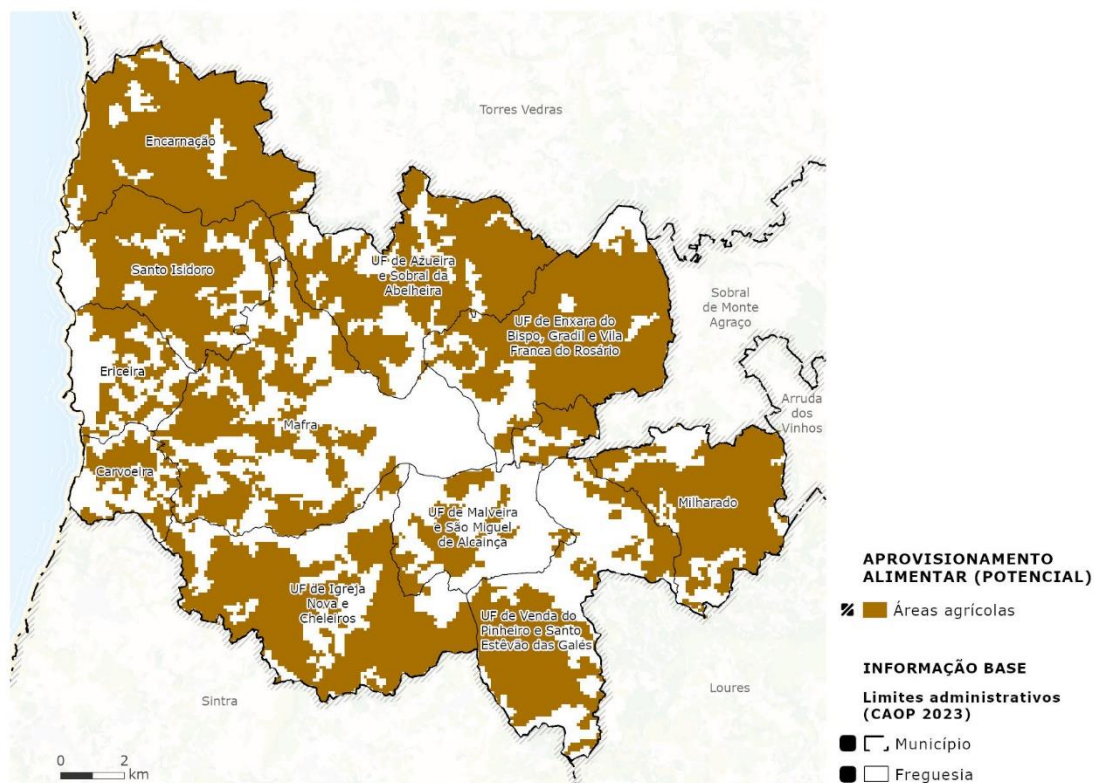 Torres Vedras
Encarnação
Santo Isidoro
UF de Azueira
e Sobral da
Abelheira
Sobral
de Monte
Agraço
UF de Enxara do
Bispo, Gradil e Vila
Franca do Rosário
Ericeira
Arruda
dos
Vinhos
Mafra
Carvoeira
Milharado
UF de Malveira
e São Miguel
de Alcainça
UF de Igreja
Nova e
Cheleiros
UF de Venda do
Pinheiro e Santo
Estêvão das Galés
Sintra
Loures
0 2
km
APROVISIONAMENTO
ALIMENTAR (POTENCIAL)
Áreas agrícolas
INFORMAÇÃO BASE
Limites administrativos
(CAOP 2023)
Município
Freguesia